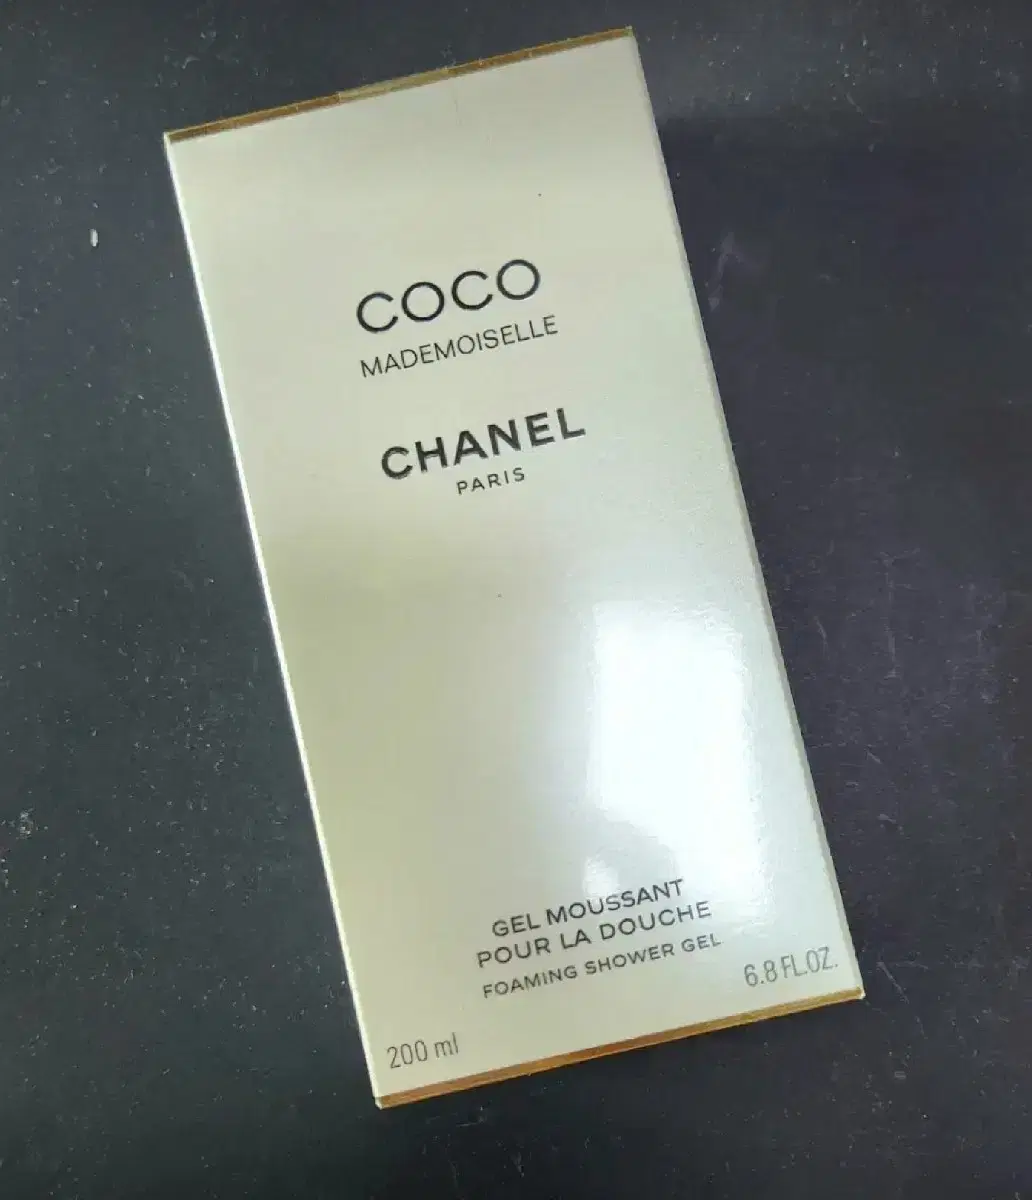 COCO
MADEMOISELLE
CHANEL
PARIS
GEL MOUSSANT
POUR LA DOUCHE
FOAMING SHOWER GEL
200 ml
6.8 FL.OZ.